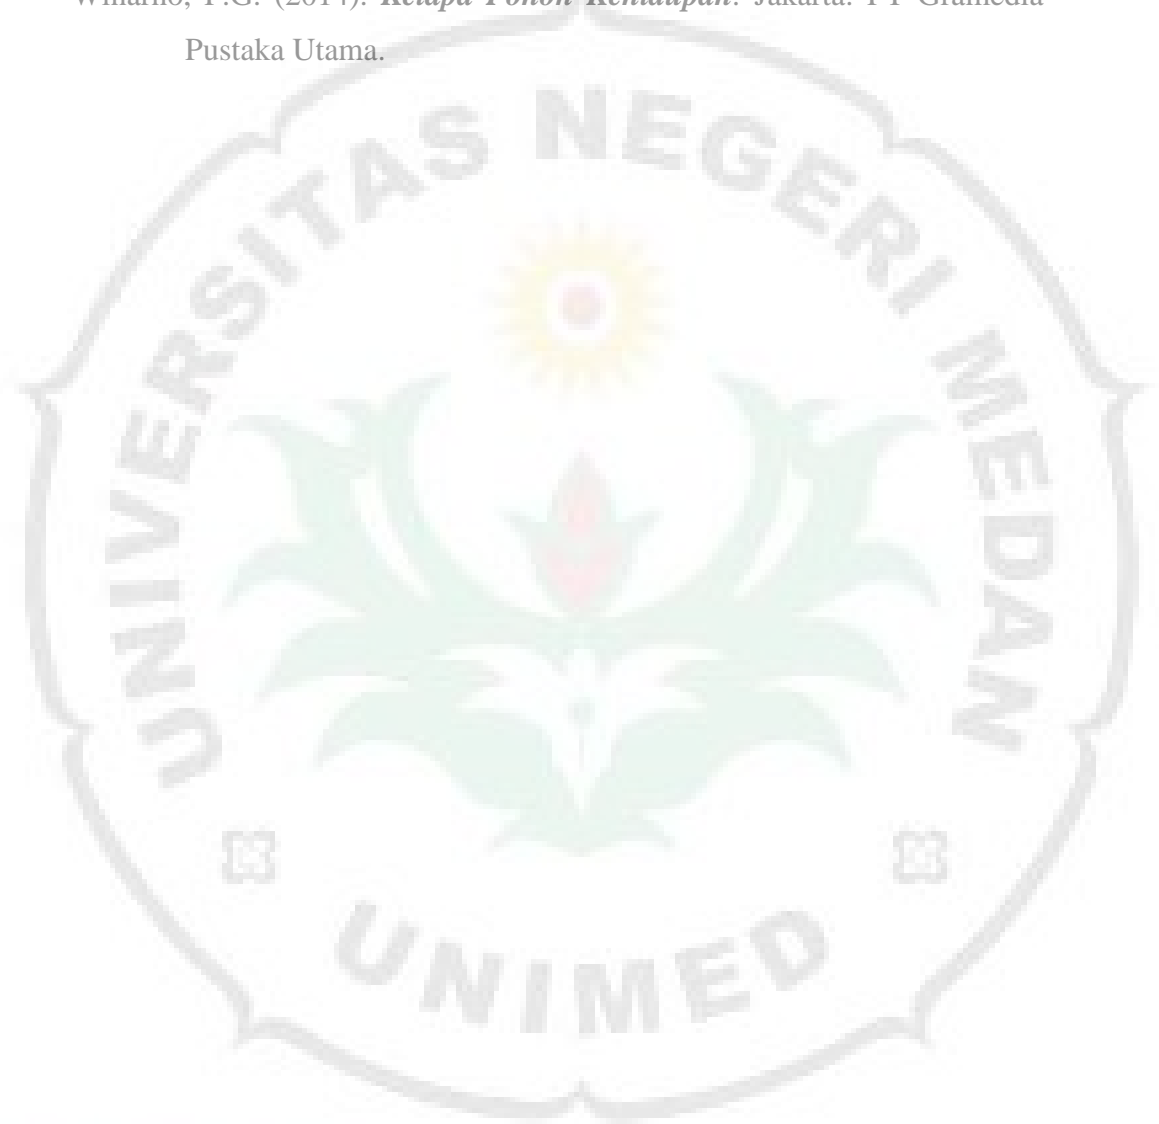 Winarno, F.G. (2014). Kelapa Pohon Kehidupan. Jakarta: PT Gramedia
Pustaka Utama.
UNIVERSITAS NEGERI MEDAN
UNIMED